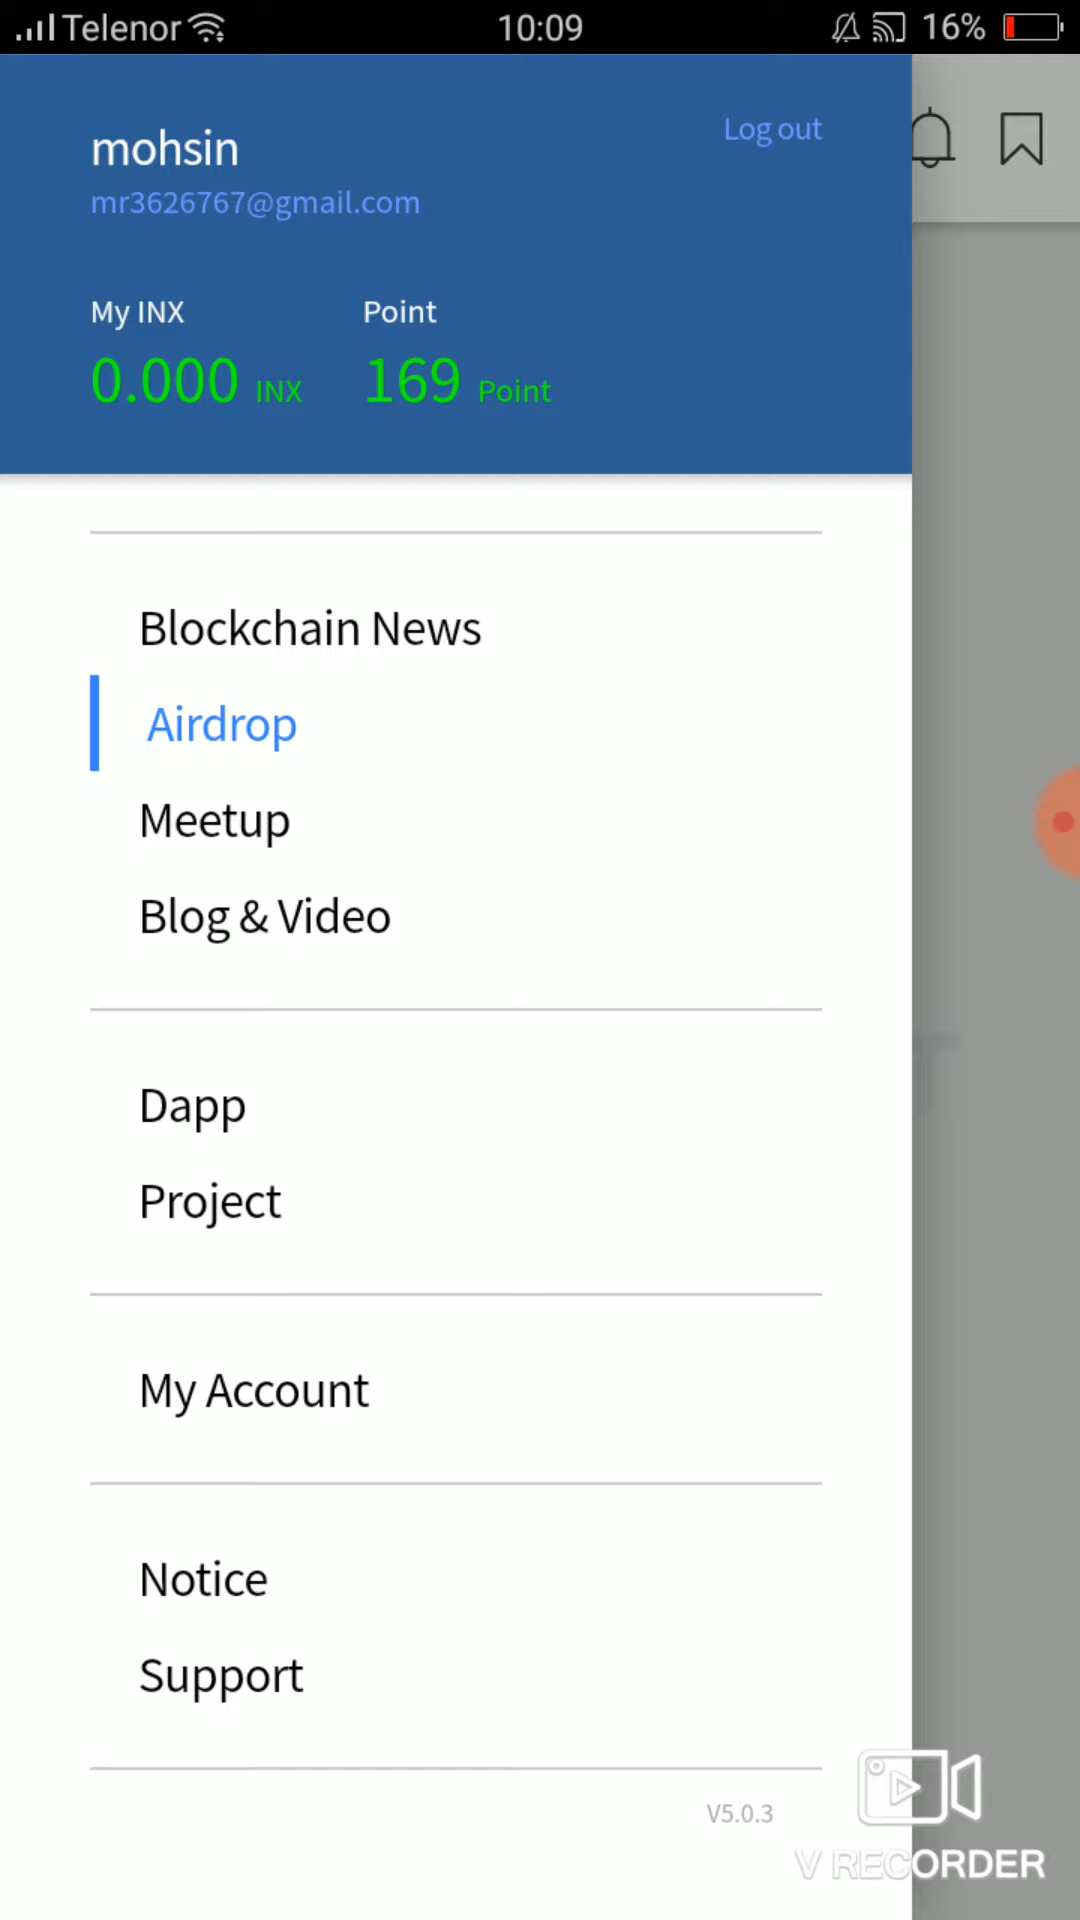 Telenor 10:09 16%
mohsin
Log out
mr3626767@gmail.com
My INX Point
0.000 INX 169 Point
Blockchain News
Airdrop
Meetup
Blog & Video
Dapp
Project
My Account
Notice
Support
V5.0.3
V RECORDER